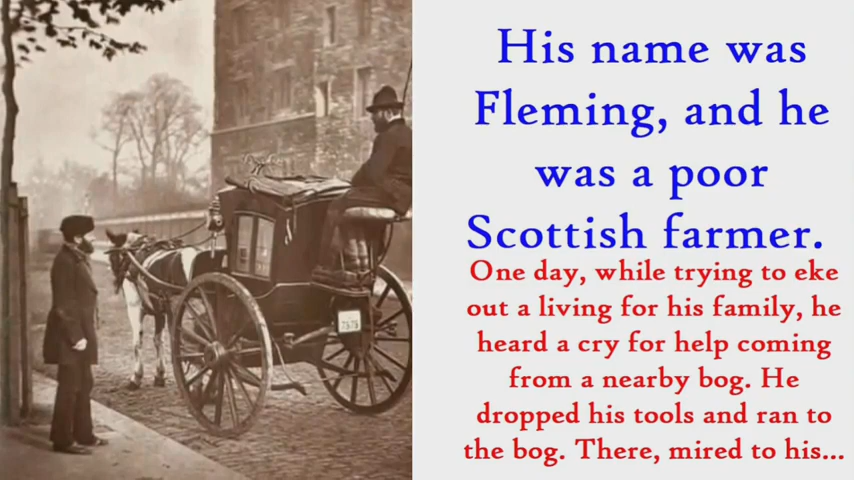 His name was
Fleming, and he
was a poor
Scottish farmer.
One day, while trying to eke
out a living for his family, he
heard a cry for help coming
from a nearby bog. He
dropped his tools and ran to
the bog. There, mired to his...